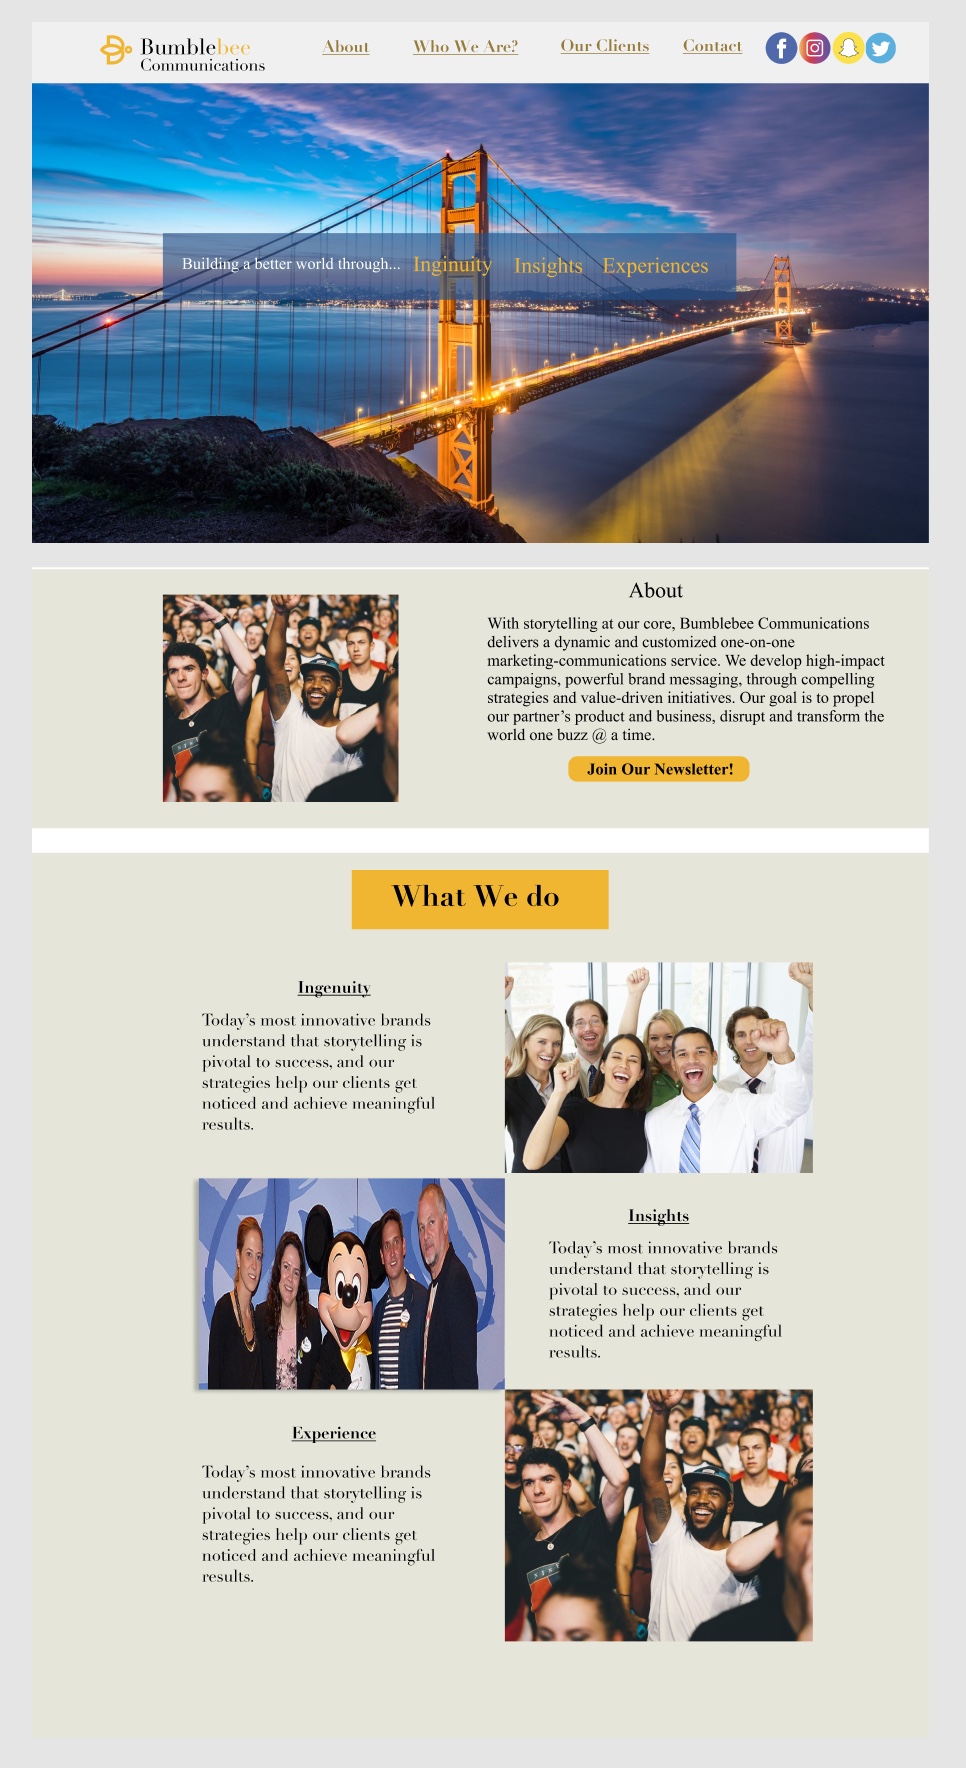 Bumblebee
Communications
About
Who We Are?
Our Clients
Contact
Building a better world through... Inginuity Insights Experiences
About
With storytelling at our core, Bumblebee Communications
delivers a dynamic and customized one-on-one
marketing-communications service. We develop high-impact
campaigns, powerful brand messaging, through compelling
strategies and value-driven initiatives. Our goal is to propel
our partner’s product and business, disrupt and transform the
world one buzz @ a time.
Join Our Newsletter!
What We do
Ingenuity
Today’s most innovative brands
understand that storytelling is
pivotal to success, and our
strategies help our clients get
noticed and achieve meaningful
results.
Insights
Today’s most innovative brands
understand that storytelling is
pivotal to success, and our
strategies help our clients get
noticed and achieve meaningful
results.
Experience
Today’s most innovative brands
understand that storytelling is
pivotal to success, and our
strategies help our clients get
noticed and achieve meaningful
results.